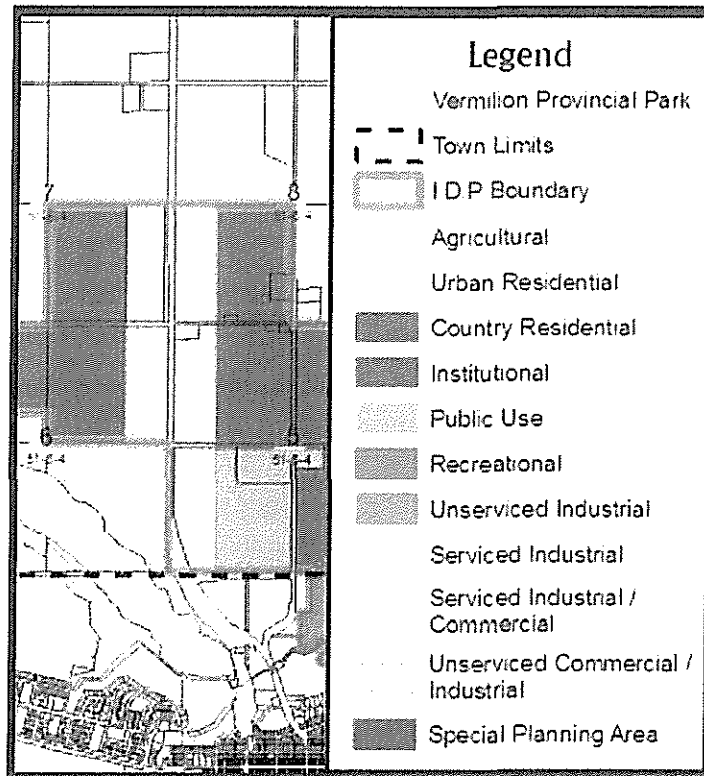 Legend
Vermilion Provincial Park
Town Limits
I D P Boundary
Agricultural
Urban Residential
Country Residential
Institutional
Public Use
Recreational
Unserviced Industrial
Serviced Industrial
Serviced Industrial /
Commercial
Unserviced Commercial /
Industrial
Special Planning Area
7
8
6
5